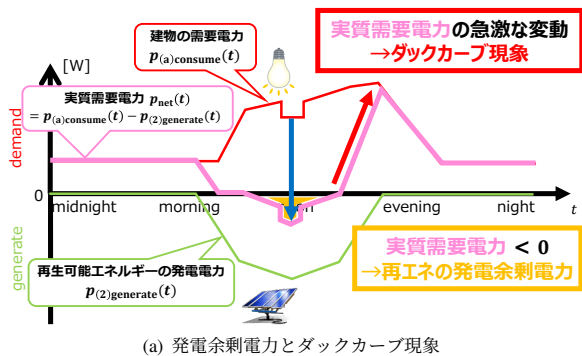 [W]
demand
generate
建物の需要電力
p(a)consume(t)
実質需要電力の急激な変動
→ダックカーブ現象
実質需要電力 pnet(t)
= p(a)consume(t) − p(2)generate(t)
0
midnight
morning
evening
night
t
再生可能エネルギーの発電電力
p(2)generate(t)
実質需要電力 < 0
→再エネの発電余剰電力
(a) 発電余剰電力とダックカーブ現象